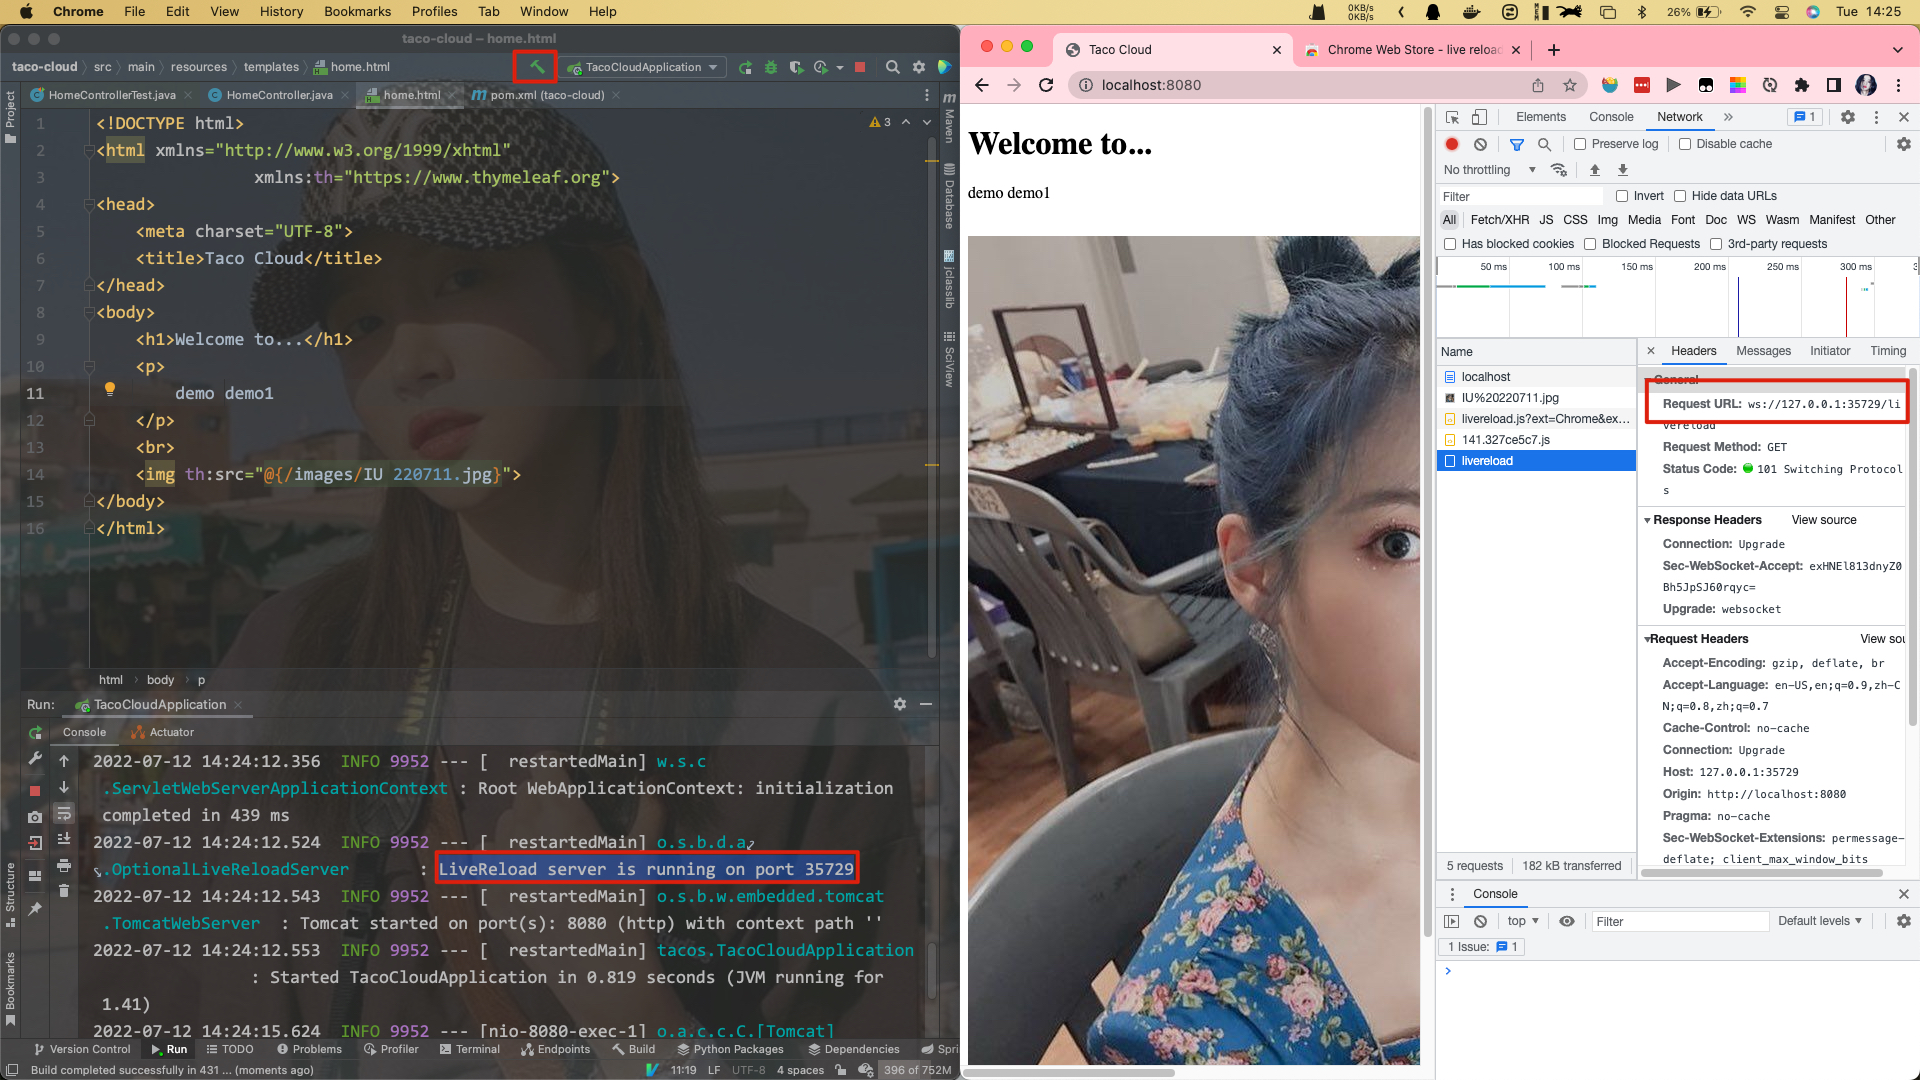 Chrome File Edit View History Bookmarks Profiles Tab Window Help
0KB/s
0KB/s
26%
Tue 14:25
taco-cloud – home.html
taco-cloud src main resources templates home.html
TacoCloudApplication
HomeControllerTest.java HomeController.java home.html pom.xml (taco-cloud)
Project
Structure
Bookmarks
Maven
Database
jclasslib
SciView
3
1 <!DOCTYPE html>
2 <html xmlns="http://www.w3.org/1999/xhtml"
3 xmlns:th="https://www.thymeleaf.org">
4 <head>
5 <meta charset="UTF-8">
6 <title>Taco Cloud</title>
7 </head>
8 <body>
9 <h1>Welcome to...</h1>
10 <p>
11 demo demo1
12 </p>
13 <br>
14 <img th:src="@{/images/IU 220711.jpg}">
15 </body>
16 </html>
html body p
Run: TacoCloudApplication
Console Actuator
2022-07-12 14:24:12.356 INFO 9952 --- [ restartedMain] w.s.c
.ServletWebServerApplicationContext : Root WebApplicationContext: initialization
completed in 439 ms
2022-07-12 14:24:12.524 INFO 9952 --- [ restartedMain] o.s.b.d.a
.OptionalLiveReloadServer : LiveReload server is running on port 35729
2022-07-12 14:24:12.543 INFO 9952 --- [ restartedMain] o.s.b.w.embedded.tomcat
.TomcatWebServer : Tomcat started on port(s): 8080 (http) with context path ''
2022-07-12 14:24:12.553 INFO 9952 --- [ restartedMain] tacos.TacoCloudApplication
: Started TacoCloudApplication in 0.819 seconds (JVM running for
1.41)
2022-07-12 14:24:15.624 INFO 9952 --- [nio-8080-exec-1] o.a.c.c.C.[Tomcat]
Version Control Run TODO Problems Profiler Terminal Endpoints Build Python Packages Dependencies Spri
Build completed successfully in 431 ... (moments ago)
11:19 LF UTF-8 4 spaces 396 of 752M
Taco Cloud
Chrome Web Store - live reloa
localhost:8080
Welcome to...
demo demo1
Elements Console Network 1
Preserve log Disable cache
No throttling
Filter
Invert Hide data URLs
All Fetch/XHR JS CSS Img Media Font Doc WS Wasm Manifest Other
Has blocked cookies Blocked Requests 3rd-party requests
50 ms 100 ms 150 ms 200 ms 250 ms 300 ms 3
Name
localhost
IU%20220711.jpg
livereload.js?ext=Chrome&ex...
141.327ce5c7.js
livereload
5 requests 182 kB transferred
Headers Messages Initiator Timing
General
Request URL: ws://127.0.0.1:35729/li
vereload
Request Method: GET
Status Code: 101 Switching Protocol
s
Response Headers View source
Connection: Upgrade
Sec-WebSocket-Accept: exHNEl813dnyZ0
Bh5JpSJ60rqyc=
Upgrade: websocket
Request Headers View sou
Accept-Encoding: gzip, deflate, br
Accept-Language: en-US,en;q=0.9,zh-C
N;q=0.8,zh;q=0.7
Cache-Control: no-cache
Connection: Upgrade
Host: 127.0.0.1:35729
Origin: http://localhost:8080
Pragma: no-cache
Sec-WebSocket-Extensions: permessage-
deflate; client_max_window_bits
Console
top Filter Default levels
1 Issue: 1